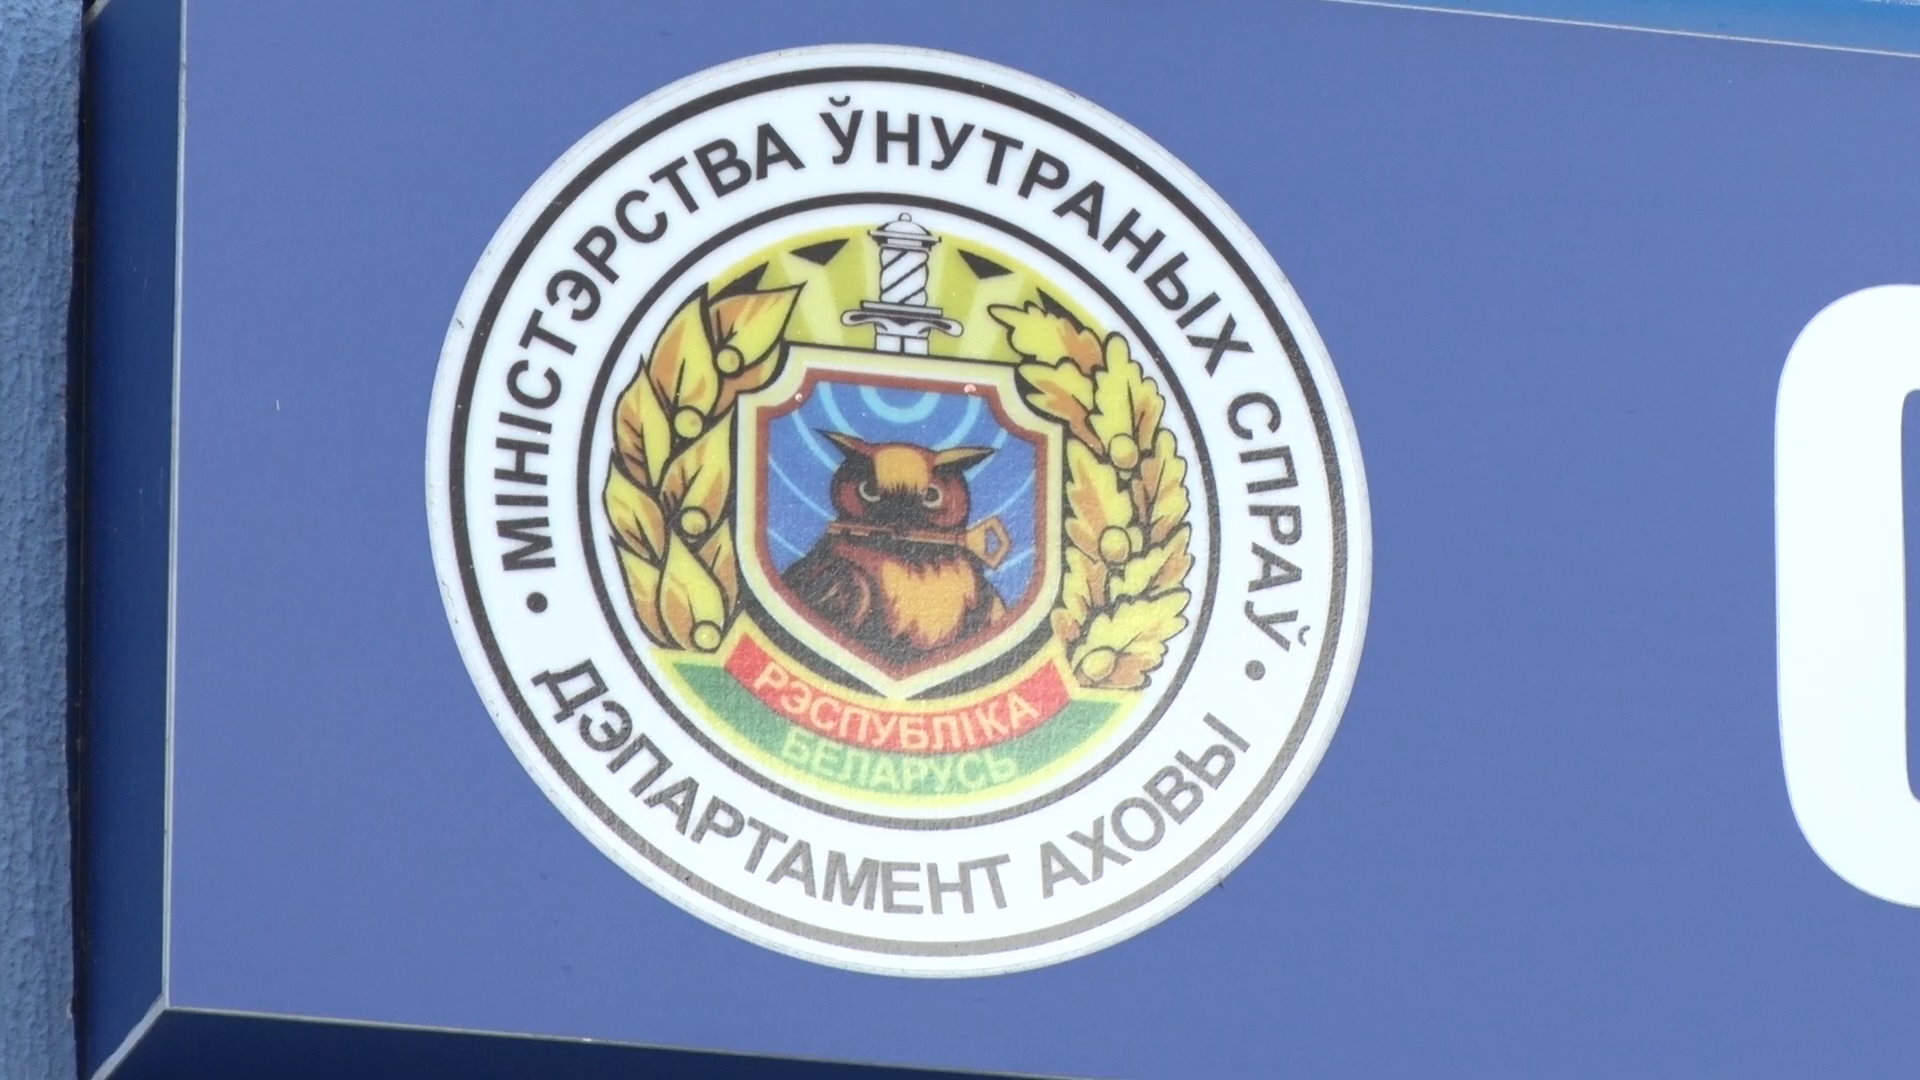 МІНІСТЭРСТВА ЎНУТРАНЫХ СПРАЎ
РЭСПУБЛІКА
БЕЛАРУСЬ
• ДЭПАРТАМЕНТ АХОВЫ •